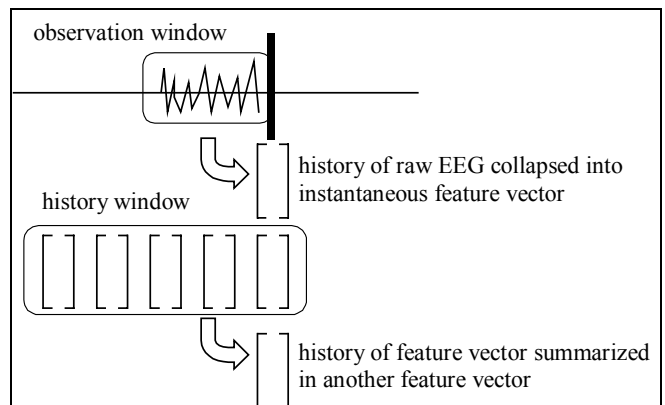 observation window
history of raw EEG collapsed into
instantaneous feature vector
history window
history of feature vector summarized
in another feature vector